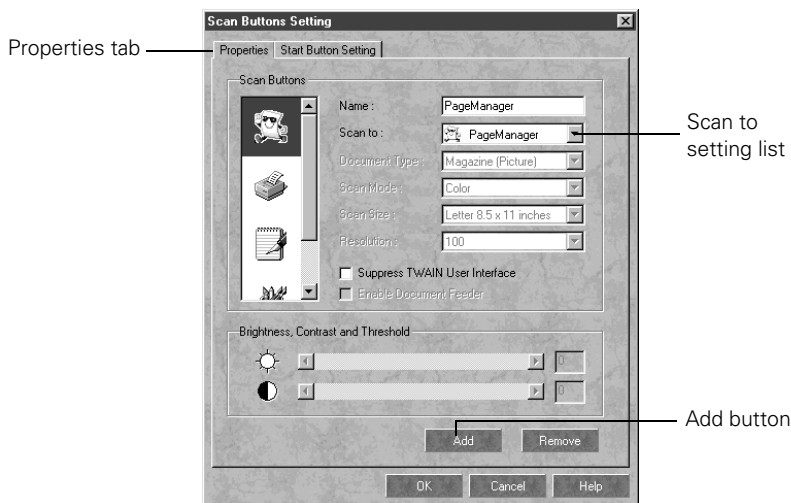 Scan Buttons Setting
Properties tab
Properties
Start Button Setting
Scan Buttons
Name :
PageManager
Scan to :
PageManager
Scan to
setting list
Document Type :
Magazine (Picture)
Scan Mode :
Color
Scan Size :
Letter 8.5 x 11 inches
Resolution :
100
Suppress TWAIN User Interface
Enable Document Feeder
Brightness, Contrast and Threshold
0
0
Add button
Add
Remove
OK
Cancel
Help